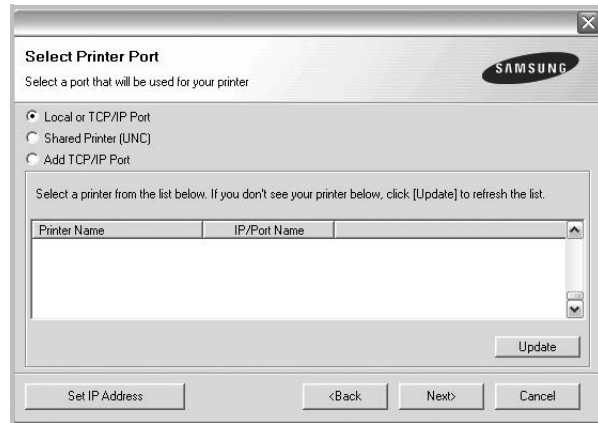 Select Printer Port
Select a port that will be used for your printer
SAMSUNG
Local or TCP/IP Port
Shared Printer (UNC)
Add TCP/IP Port
Select a printer from the list below. If you don't see your printer below, click [Update] to refresh the list.
Printer Name IP/Port Name
Update
Set IP Address <Back Next> Cancel